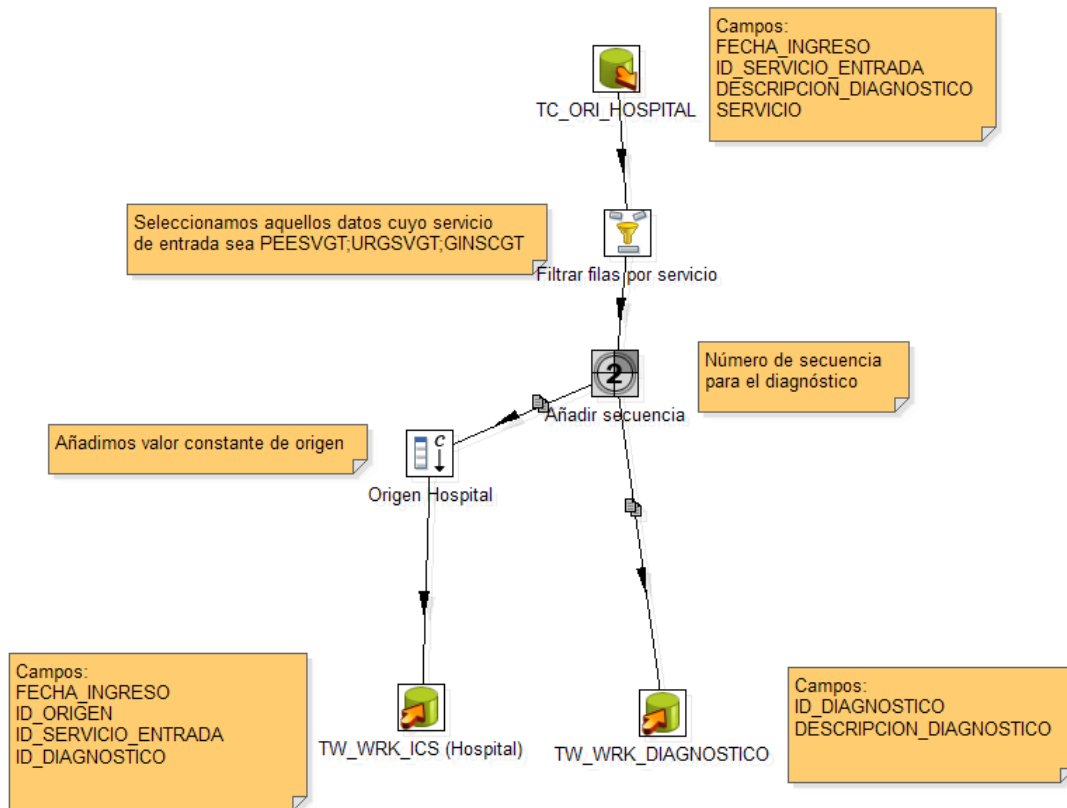 Campos:
FECHA_INGRESO
ID_SERVICIO_ENTRADA
DESCRIPCION_DIAGNOSTICO
SERVICIO
TC_ORI_HOSPITAL
Seleccionamos aquellos datos cuyo servicio
de entrada sea PEESVGT;URGSVGT;GINSCGT
Filtrar filas por servicio
2
Número de secuencia
para el diagnóstico
Añadir secuencia
Añadimos valor constante de origen
C
Origen Hospital
Campos:
FECHA_INGRESO
ID_ORIGEN
ID_SERVICIO_ENTRADA
ID_DIAGNOSTICO
TW_WRK_ICS (Hospital)
TW_WRK_DIAGNOSTICO
Campos:
ID_DIAGNOSTICO
DESCRIPCION_DIAGNOSTICO